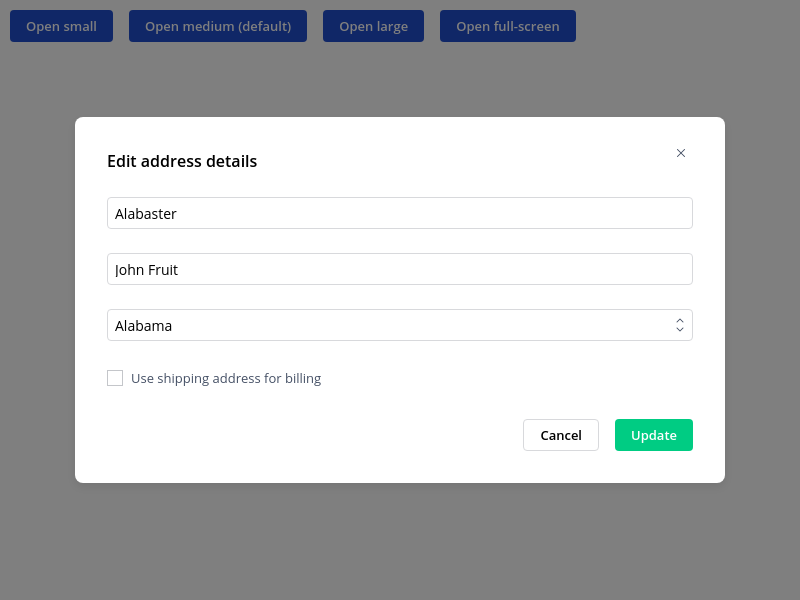 Open small Open medium (default) Open large Open full-screen
Edit address details
Alabaster
John Fruit
Alabama
Use shipping address for billing
Cancel Update